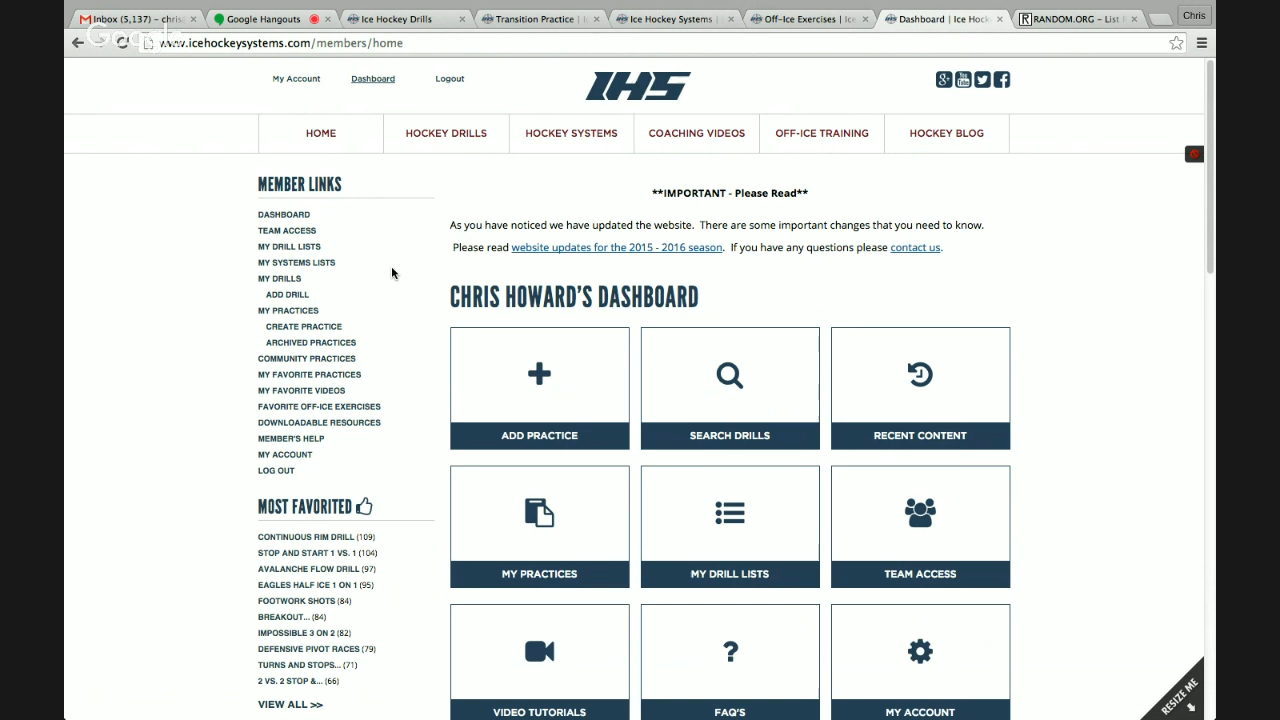 Inbox (5,137) – chris
Google Hangouts
Ice Hockey Drills
Transition Practice | I
Ice Hockey Systems |
Off-Ice Exercises | Ice
Dashboard | Ice Hock
RANDOM.ORG – List R
Chris
Google
www.icehockeysystems.com/members/home
My Account
Dashboard
Logout
IHS
HOME
HOCKEY DRILLS
HOCKEY SYSTEMS
COACHING VIDEOS
OFF-ICE TRAINING
HOCKEY BLOG
MEMBER LINKS
DASHBOARD
TEAM ACCESS
MY DRILL LISTS
MY SYSTEMS LISTS
MY DRILLS
ADD DRILL
MY PRACTICES
CREATE PRACTICE
ARCHIVED PRACTICES
COMMUNITY PRACTICES
MY FAVORITE PRACTICES
MY FAVORITE VIDEOS
FAVORITE OFF-ICE EXERCISES
DOWNLOADABLE RESOURCES
MEMBER'S HELP
MY ACCOUNT
LOG OUT
MOST FAVORITED
CONTINUOUS RIM DRILL (109)
STOP AND START 1 VS. 1 (104)
AVALANCHE FLOW DRILL (97)
EAGLES HALF ICE 1 ON 1 (95)
FOOTWORK SHOTS (84)
BREAKOUT... (84)
IMPOSSIBLE 3 ON 2 (82)
DEFENSIVE PIVOT RACES (79)
TURNS AND STOPS... (71)
2 VS. 2 STOP &... (66)
VIEW ALL >>
**IMPORTANT - Please Read**
As you have noticed we have updated the website. There are some important changes that you need to know.
Please read website updates for the 2015 - 2016 season. If you have any questions please contact us.
CHRIS HOWARD'S DASHBOARD
ADD PRACTICE
SEARCH DRILLS
RECENT CONTENT
MY PRACTICES
MY DRILL LISTS
TEAM ACCESS
VIDEO TUTORIALS
FAQ'S
MY ACCOUNT
RESIZE ME